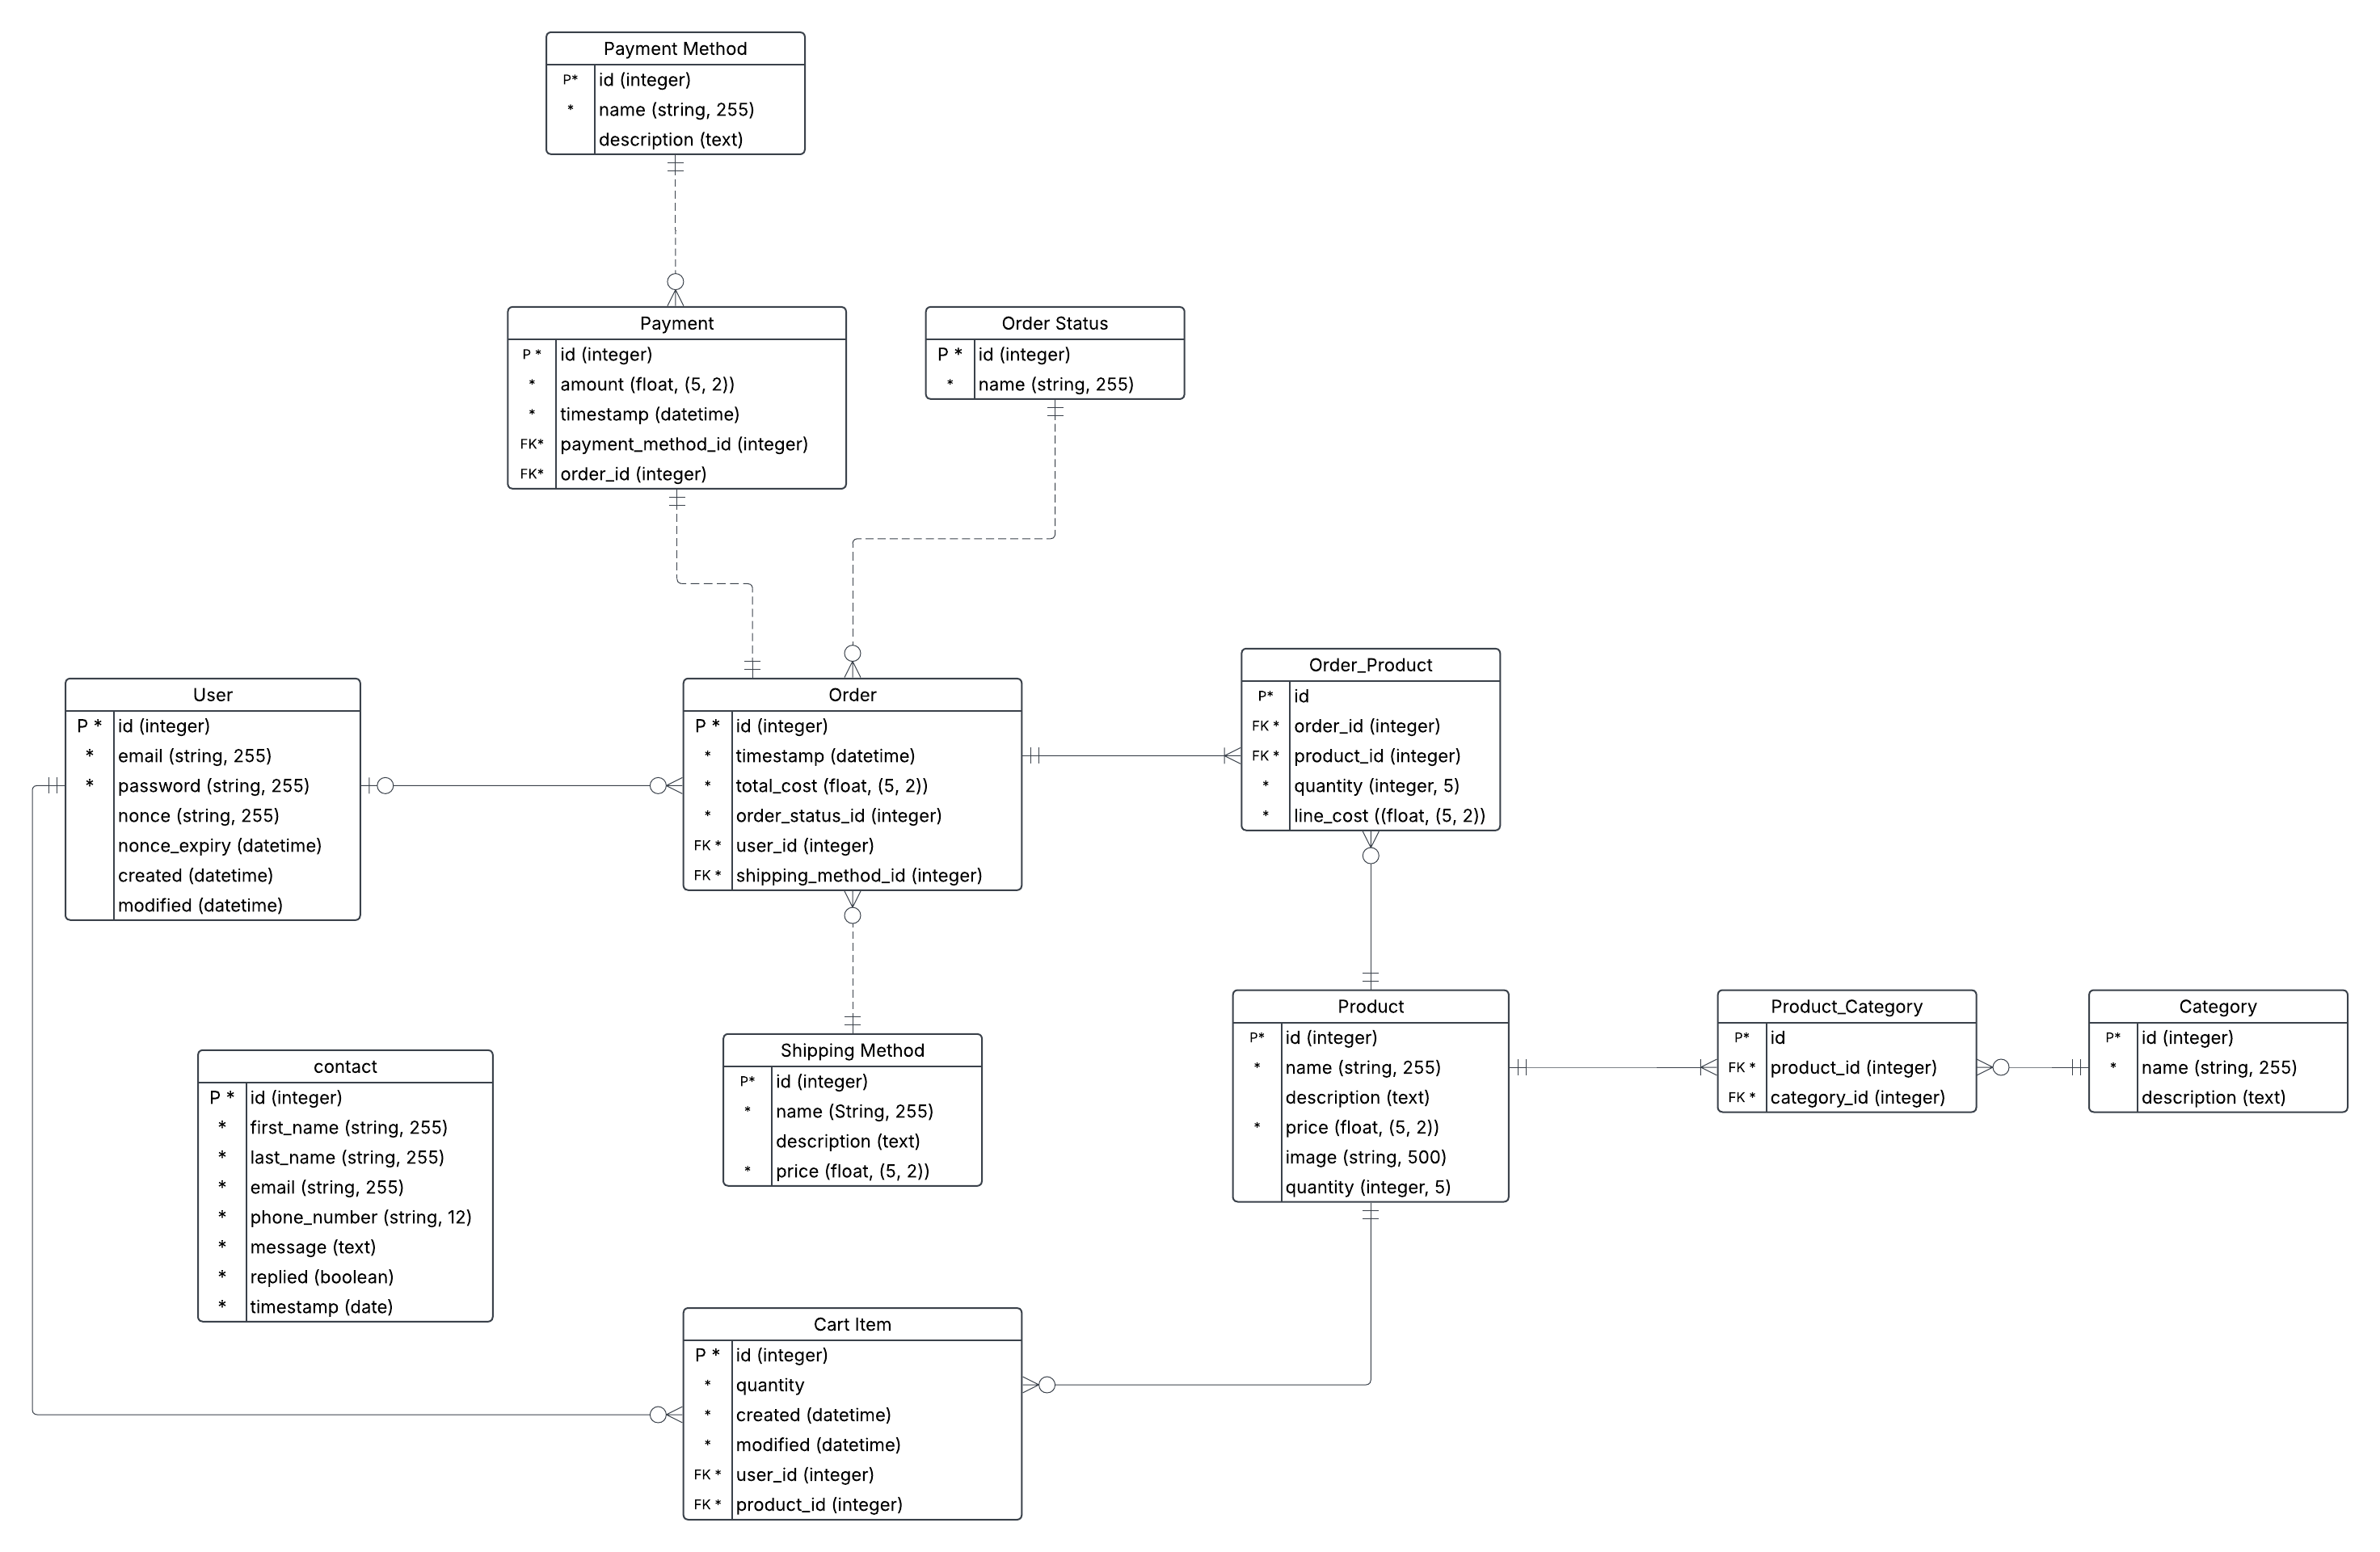 Payment Method
P* id (integer)
* name (string, 255)
description (text)
Payment
P * id (integer)
* amount (float, (5, 2))
* timestamp (datetime)
FK* payment_method_id (integer)
FK* order_id (integer)
Order Status
P * id (integer)
* name (string, 255)
User
P * id (integer)
* email (string, 255)
* password (string, 255)
nonce (string, 255)
nonce_expiry (datetime)
created (datetime)
modified (datetime)
Order
P * id (integer)
* timestamp (datetime)
* total_cost (float, (5, 2))
* order_status_id (integer)
FK * user_id (integer)
FK * shipping_method_id (integer)
Order_Product
P* id
FK * order_id (integer)
FK * product_id (integer)
* quantity (integer, 5)
* line_cost ((float, (5, 2))
Product
P* id (integer)
* name (string, 255)
description (text)
* price (float, (5, 2))
image (string, 500)
quantity (integer, 5)
Product_Category
P* id
FK * product_id (integer)
FK * category_id (integer)
Category
P* id (integer)
* name (string, 255)
description (text)
contact
P * id (integer)
* first_name (string, 255)
* last_name (string, 255)
* email (string, 255)
* phone_number (string, 12)
* message (text)
* replied (boolean)
* timestamp (date)
Shipping Method
P* id (integer)
* name (String, 255)
description (text)
* price (float, (5, 2))
Cart Item
P * id (integer)
* quantity
* created (datetime)
* modified (datetime)
FK * user_id (integer)
FK * product_id (integer)